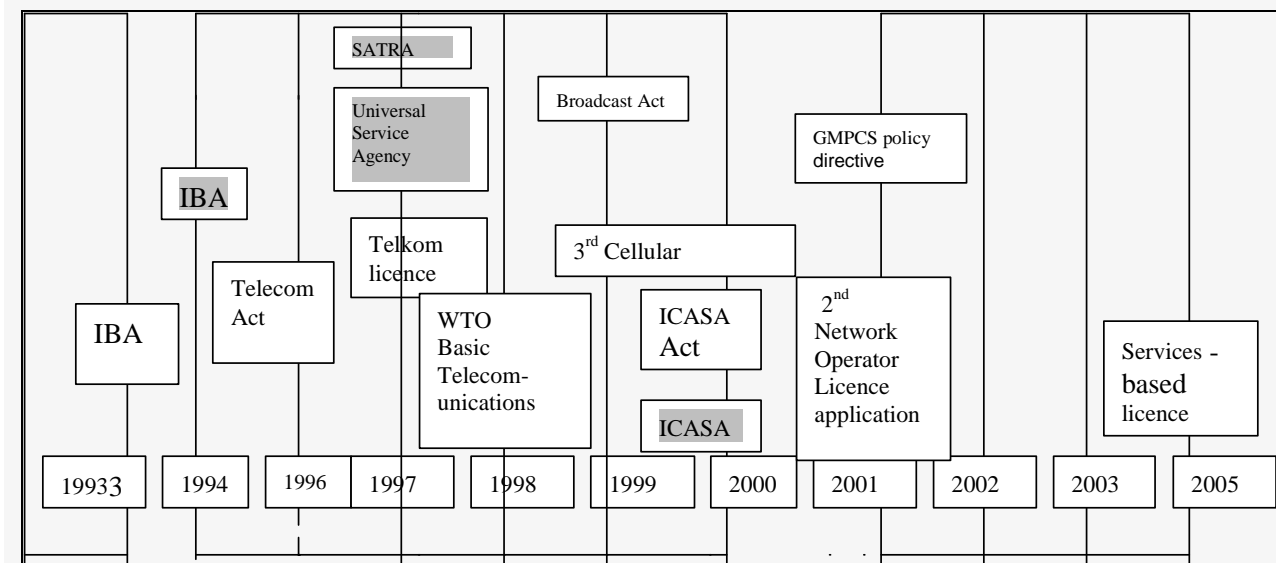 SATRA
Universal
Service
Agency
Broadcast Act
GMPCS policy
directive
IBA
Telkom
licence
3rd Cellular
Telecom
Act
IBA
WTO
Basic
Telecom-
unications
ICASA
Act
2nd
Network
Operator
Licence
application
Services -
based
licence
ICASA
19933
1994
1996
1997
1998
1999
2000
2001
2002
2003
2005